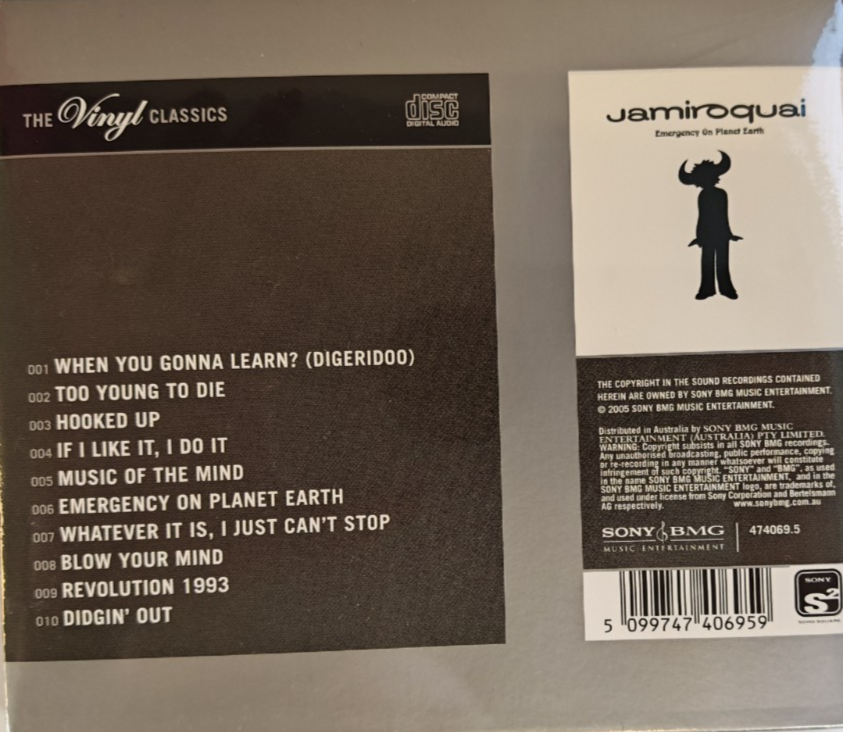 THE Vinyl CLASSICS
COMPACT
disc
DIGITAL AUDIO
001 WHEN YOU GONNA LEARN? (DIGERIDOO)
002 TOO YOUNG TO DIE
003 HOOKED UP
004 IF I LIKE IT, I DO IT
005 MUSIC OF THE MIND
006 EMERGENCY ON PLANET EARTH
007 WHATEVER IT IS, I JUST CAN'T STOP
008 BLOW YOUR MIND
009 REVOLUTION 1993
010 DIDGIN' OUT
Jamiroquai
Emergency On Planet Earth
THE COPYRIGHT IN THE SOUND RECORDINGS CONTAINED
HEREIN ARE OWNED BY SONY BMG MUSIC ENTERTAINMENT.
© 2005 SONY BMG MUSIC ENTERTAINMENT.
Distributed in Australia by SONY BMG MUSIC
ENTERTAINMENT (AUSTRALIA) PTY LIMITED.
WARNING: Copyright subsists in all SONY BMG recordings.
Any unauthorised broadcasting, public performance, copying
or re-recording in any manner whatsoever will constitute
infringement of such copyright. "SONY" and "BMG", as used
in the name SONY BMG MUSIC ENTERTAINMENT, and in the
SONY BMG MUSIC ENTERTAINMENT logo, are trademarks of,
and used under license from Sony Corporation and Bertelsmann
AG respectively. www.sonybmg.com.au
SONY BMG 474069.5
MUSIC ENTERTAINMENT
SONY
S2
5 099747 406959